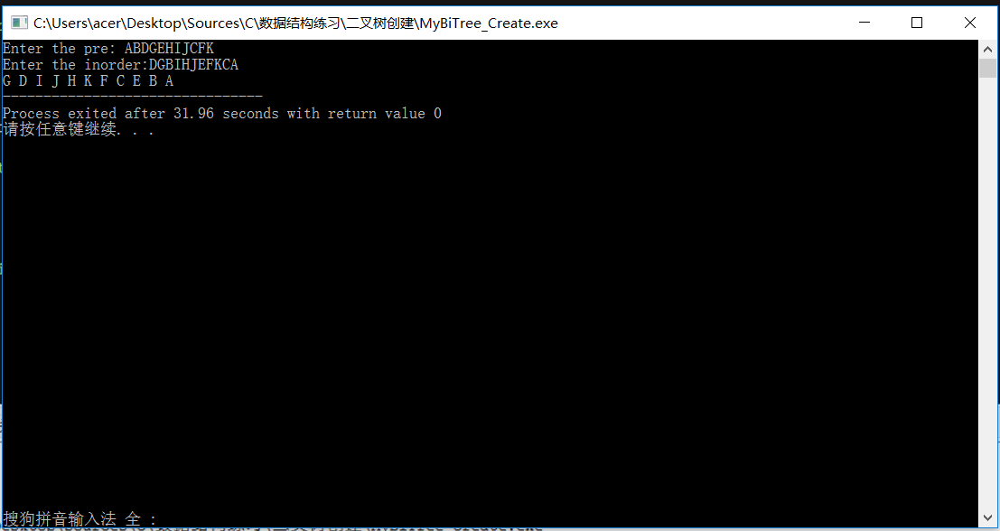 C:\Users\acer\Desktop\Sources\C\数据结构练习\二叉树创建\MyBiTree_Create.exe
Enter the pre: ABDGEHIJCFK
Enter the inorder:DGBIHJEFKCA
G D I J H K F C E B A
--------------------------------
Process exited after 31.96 seconds with return value 0
请按任意键继续. . .
搜狗拼音输入法 全 :